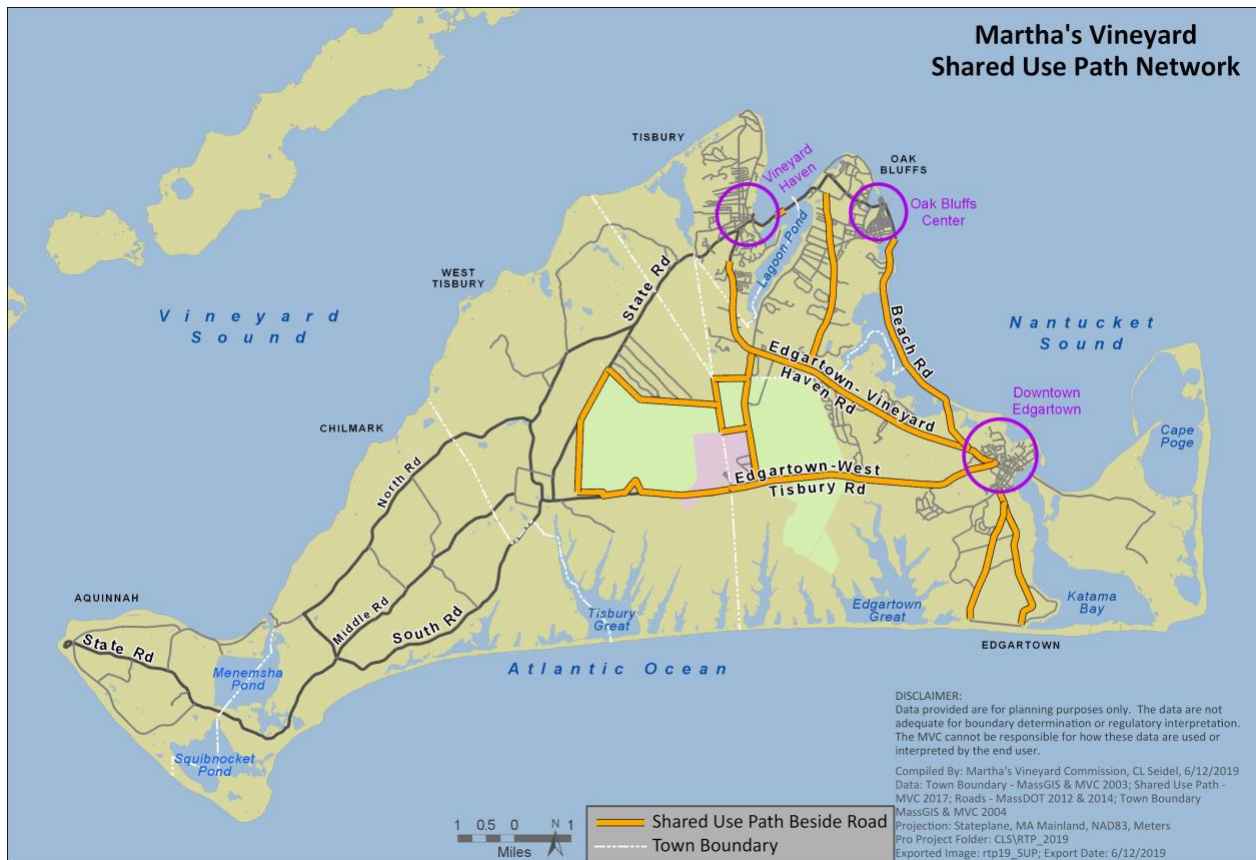 Martha's Vineyard
Shared Use Path Network
TISBURY
Vineyard
Haven
OAK
BLUFFS
Oak Bluffs
Center
Lagoon Pond
WEST
TISBURY
State Rd
Vineyard
Sound
Beach Rd
Nantucket
Sound
Edgartown- Vineyard
Haven Rd
Downtown
Edgartown
CHILMARK
Cape
Poge
North Rd
Edgartown-West
Tisbury Rd
AQUINNAH
Middle Rd
South Rd
Tisbury
Great
Edgartown
Great
Katama
Bay
State Rd
EDGARTOWN
Menemsha
Pond
Atlantic Ocean
Squibnocket
Pond
DISCLAIMER:
Data provided are for planning purposes only. The data are not
adequate for boundary determination or regulatory interpretation.
The MVC cannot be responsible for how these data are used or
interpreted by the end user.
Compiled By: Martha's Vineyard Commission, CL Seidel, 6/12/2019
Data: Town Boundary - MassGIS & MVC 2003; Shared Use Path -
MVC 2017; Roads - MassDOT 2012 & 2014; Town Boundary
MassGIS & MVC 2004
Projection: Stateplane, MA Mainland, NAD83, Meters
Pro Project Folder: CLS\RTP_2019
Exported Image: rtp19_SUP; Export Date: 6/12/2019
1 0.5 0 1
Miles
N
Shared Use Path Beside Road
Town Boundary